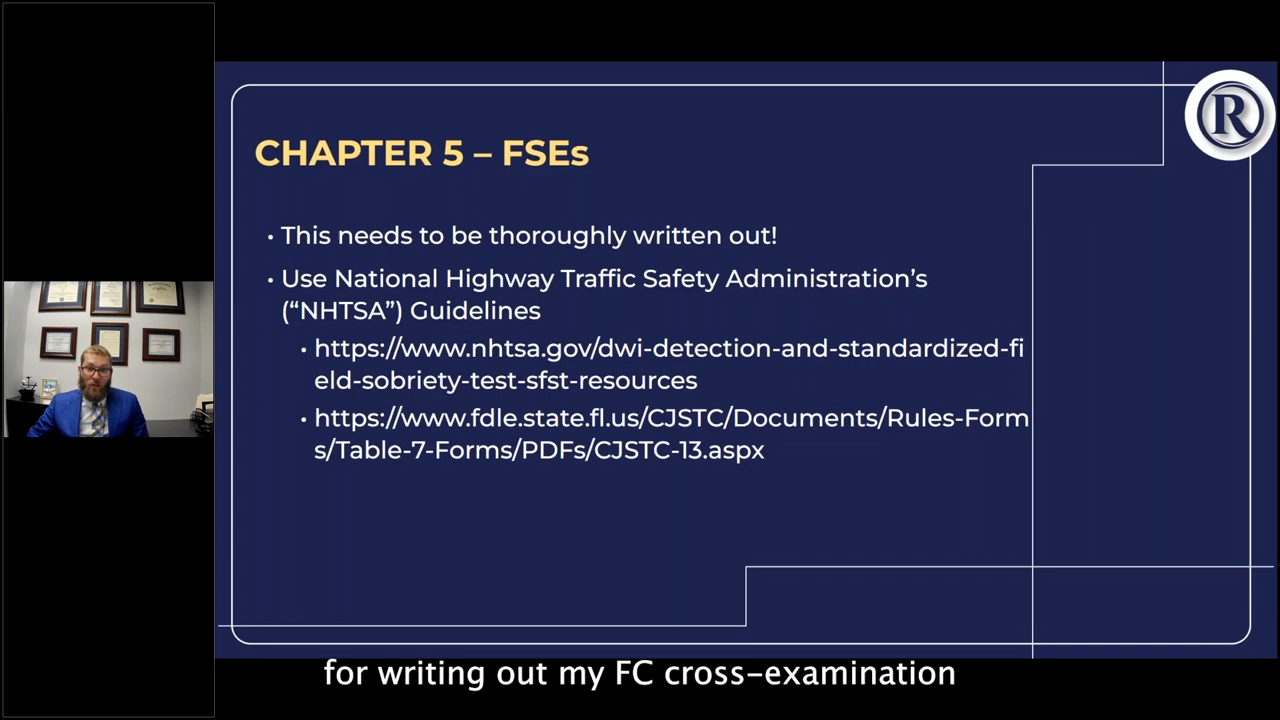 R
CHAPTER 5 – FSEs
• This needs to be thoroughly written out!
• Use National Highway Traffic Safety Administration’s
(“NHTSA”) Guidelines
• https://www.nhtsa.gov/dwi-detection-and-standardized-fi
eld-sobriety-test-sfst-resources
• https://www.fdle.state.fl.us/CJSTC/Documents/Rules-Form
s/Table-7-Forms/PDFs/CJSTC-13.aspx
for writing out my FC cross-examination